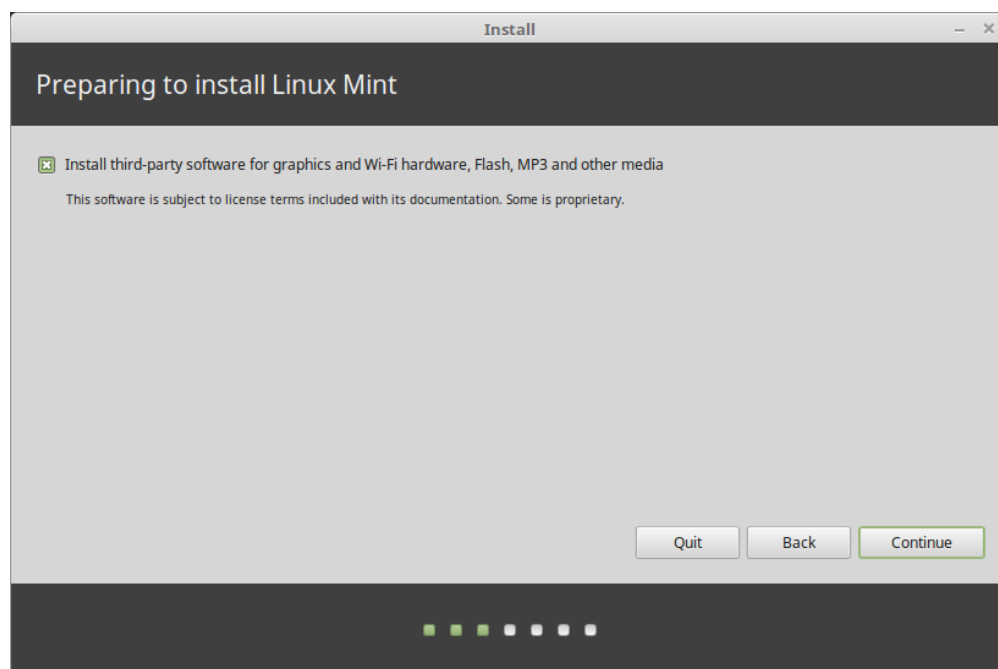 Install
Preparing to install Linux Mint
Install third-party software for graphics and Wi-Fi hardware, Flash, MP3 and other media
This software is subject to license terms included with its documentation. Some is proprietary.
Quit Back Continue